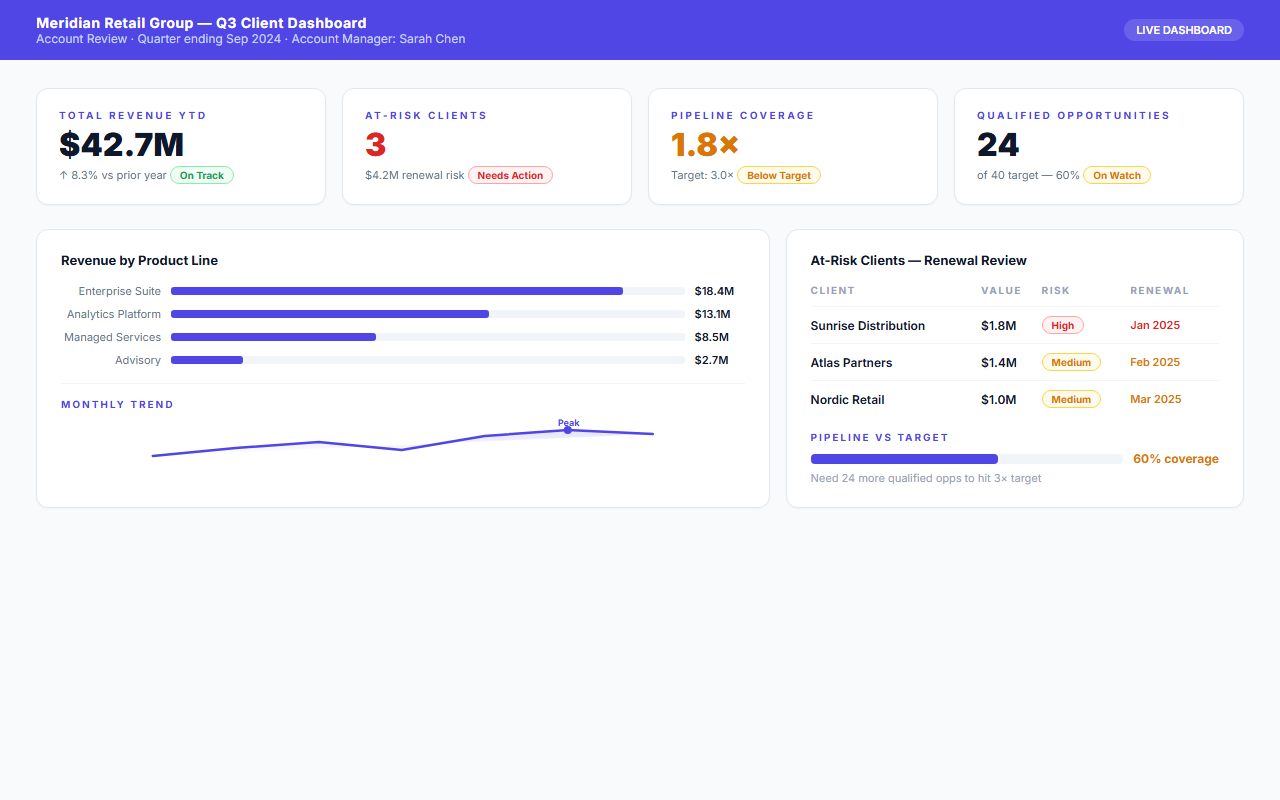 Meridian Retail Group — Q3 Client Dashboard
Account Review · Quarter ending Sep 2024 · Account Manager: Sarah Chen
LIVE DASHBOARD
TOTAL REVENUE YTD
$42.7M
↑ 8.3% vs prior year On Track
AT-RISK CLIENTS
3
$4.2M renewal risk Needs Action
PIPELINE COVERAGE
1.8×
Target: 3.0× Below Target
QUALIFIED OPPORTUNITIES
24
of 40 target — 60% On Watch
Revenue by Product Line
Enterprise Suite $18.4M
Analytics Platform $13.1M
Managed Services $8.5M
Advisory $2.7M
MONTHLY TREND
Peak
At-Risk Clients — Renewal Review
CLIENT VALUE RISK RENEWAL
Sunrise Distribution $1.8M High Jan 2025
Atlas Partners $1.4M Medium Feb 2025
Nordic Retail $1.0M Medium Mar 2025
PIPELINE VS TARGET
60% coverage
Need 24 more qualified opps to hit 3× target